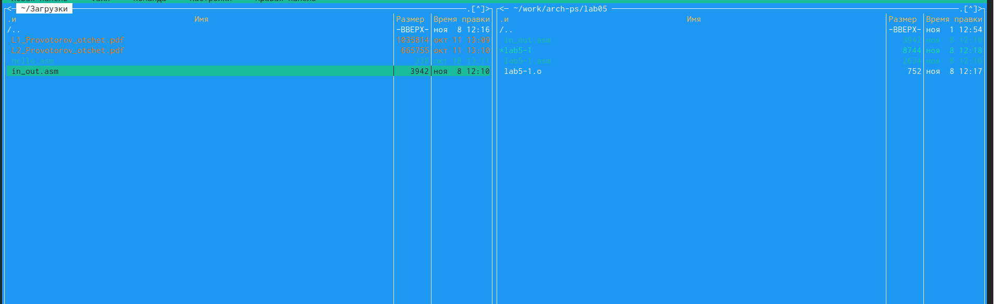 <─ ~/Загрузки .[^]>
.и Имя Размер Время правки
/.. -ВВЕРХ- ноя 8 12:16
L1_Provotorov_otchet.pdf 1035814 окт 11 13:09
L2_Provotorov_otchet.pdf 665755 окт 11 13:10
hello.asm 338 окт 18 13:11
in_out.asm 3942 ноя 8 12:10
<─ ~/work/arch-ps/lab05 .[^]>
.и Имя Размер Время правки
/.. -ВВЕРХ- ноя 1 12:54
in_out.asm 3942 ноя 8 12:10
*lab5-1 8744 ноя 8 12:18
lab5-1.asm 2634 ноя 8 12:16
lab5-1.o 752 ноя 8 12:17